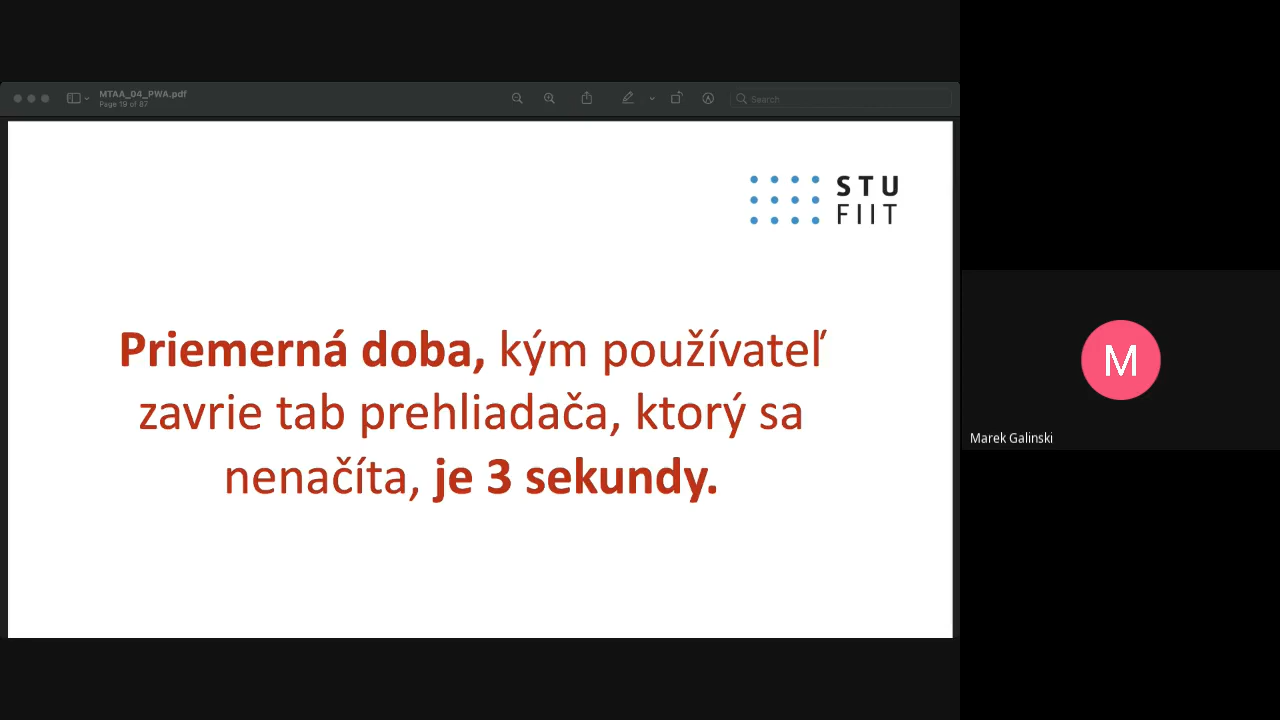 MTAA_04_PWA.pdf
Page 19 of 87
Search
STU
FIIT
Priemerná doba, kým používateľ
zavrie tab prehliadača, ktorý sa
nenačíta, je 3 sekundy.
M
Marek Galinski